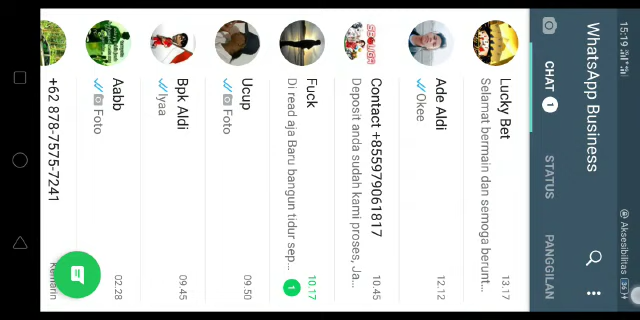 15:19
Aksesibilitas 36
WhatsApp Business
CHAT 1 STATUS PANGGILAN
Lucky Bet 13.17
Selamat bermain dan semoga berunt...
Ade Aldi 12.12
Okee
Contact +855979061817 10.45
Deposit anda sudah kami proses, Ja...
Fuck 10.17
Di read aja Baru bangun tidur sep... 1
Ucup 09.50
Foto
Bpk Aldi 09.45
Iyaa
Aabb 02.28
Foto
+62 878-7575-7241 Kemarin